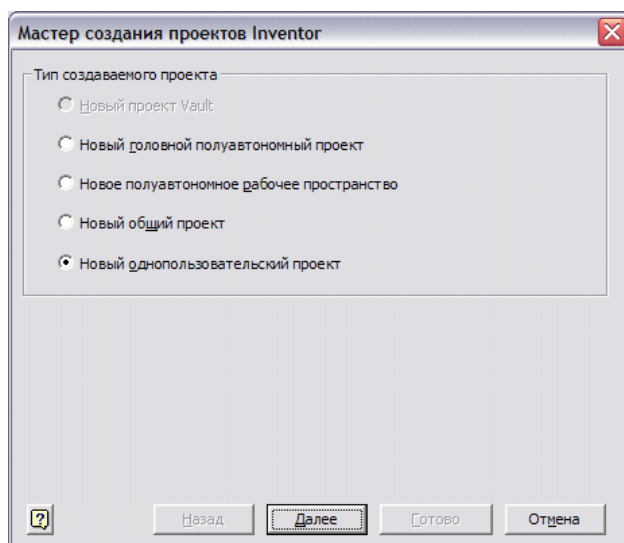 Мастер создания проектов Inventor
Тип создаваемого проекта
Новый проект Vault
Новый головной полуавтономный проект
Новое полуавтономное рабочее пространство
Новый общий проект
Новый однопользовательский проект
Назад Далее Готово Отмена